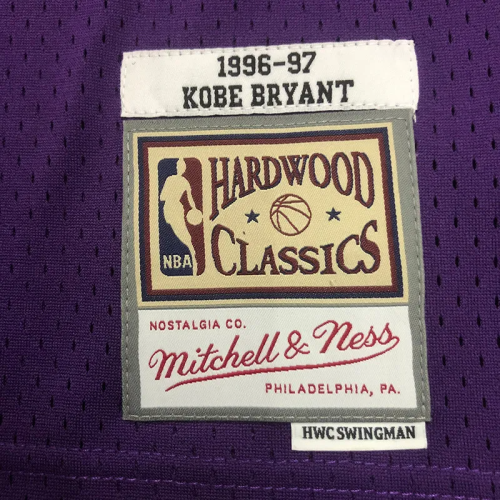 1996-97
KOBE BRYANT
HARDWOOD
NBA
CLASSICS
NOSTALGIA CO.
Mitchell & Ness
PHILADELPHIA, PA.
HWC SWINGMAN